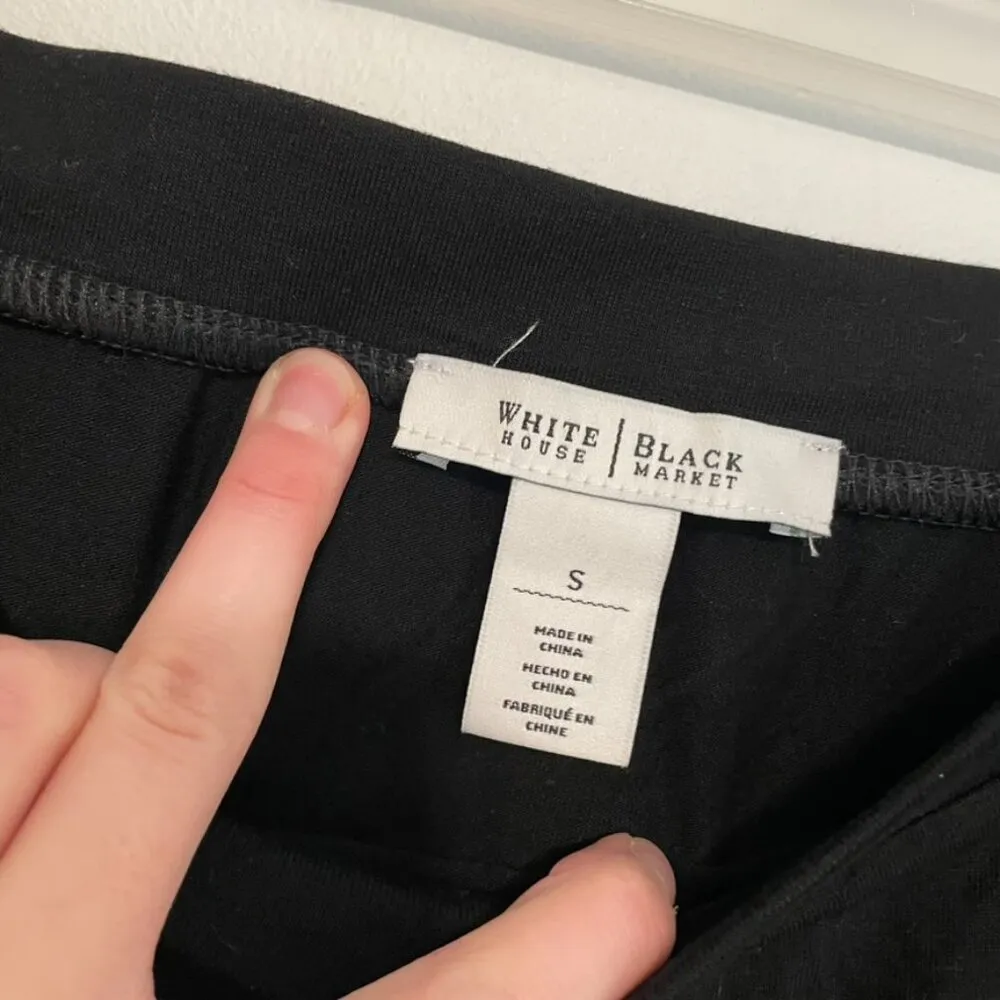 WHITE HOUSE | BLACK MARKET
S
MADE IN
CHINA
HECHO EN
CHINA
FABRIQUÉ EN
CHINE